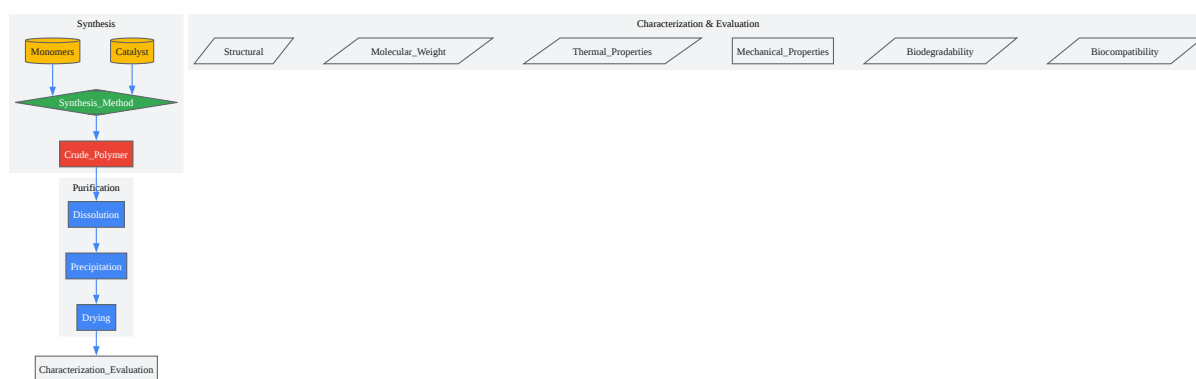 Synthesis
Monomers
Catalyst
Synthesis_Method
Crude_Polymer
Purification
Dissolution
Precipitation
Drying
Characterization_Evaluation
Characterization & Evaluation
Structural
Molecular_Weight
Thermal_Properties
Mechanical_Properties
Biodegradability
Biocompatibility